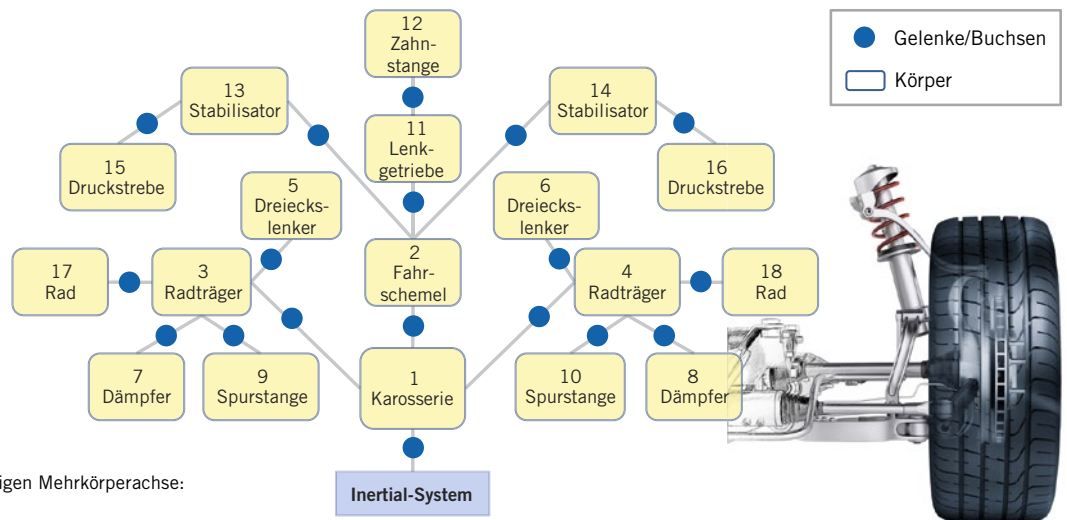 12
Zahn-
stange
Gelenke/Buchsen
Körper
13
Stabilisator
14
Stabilisator
11
Lenk-
getriebe
15
Druckstrebe
16
Druckstrebe
5
Dreiecks-
lenker
6
Dreiecks-
lenker
17
Rad
3
Radträger
2
Fahr-
schemel
4
Radträger
18
Rad
7
Dämpfer
9
Spurstange
1
Karosserie
10
Spurstange
8
Dämpfer
igen Mehrkörperachse:
Inertial-System